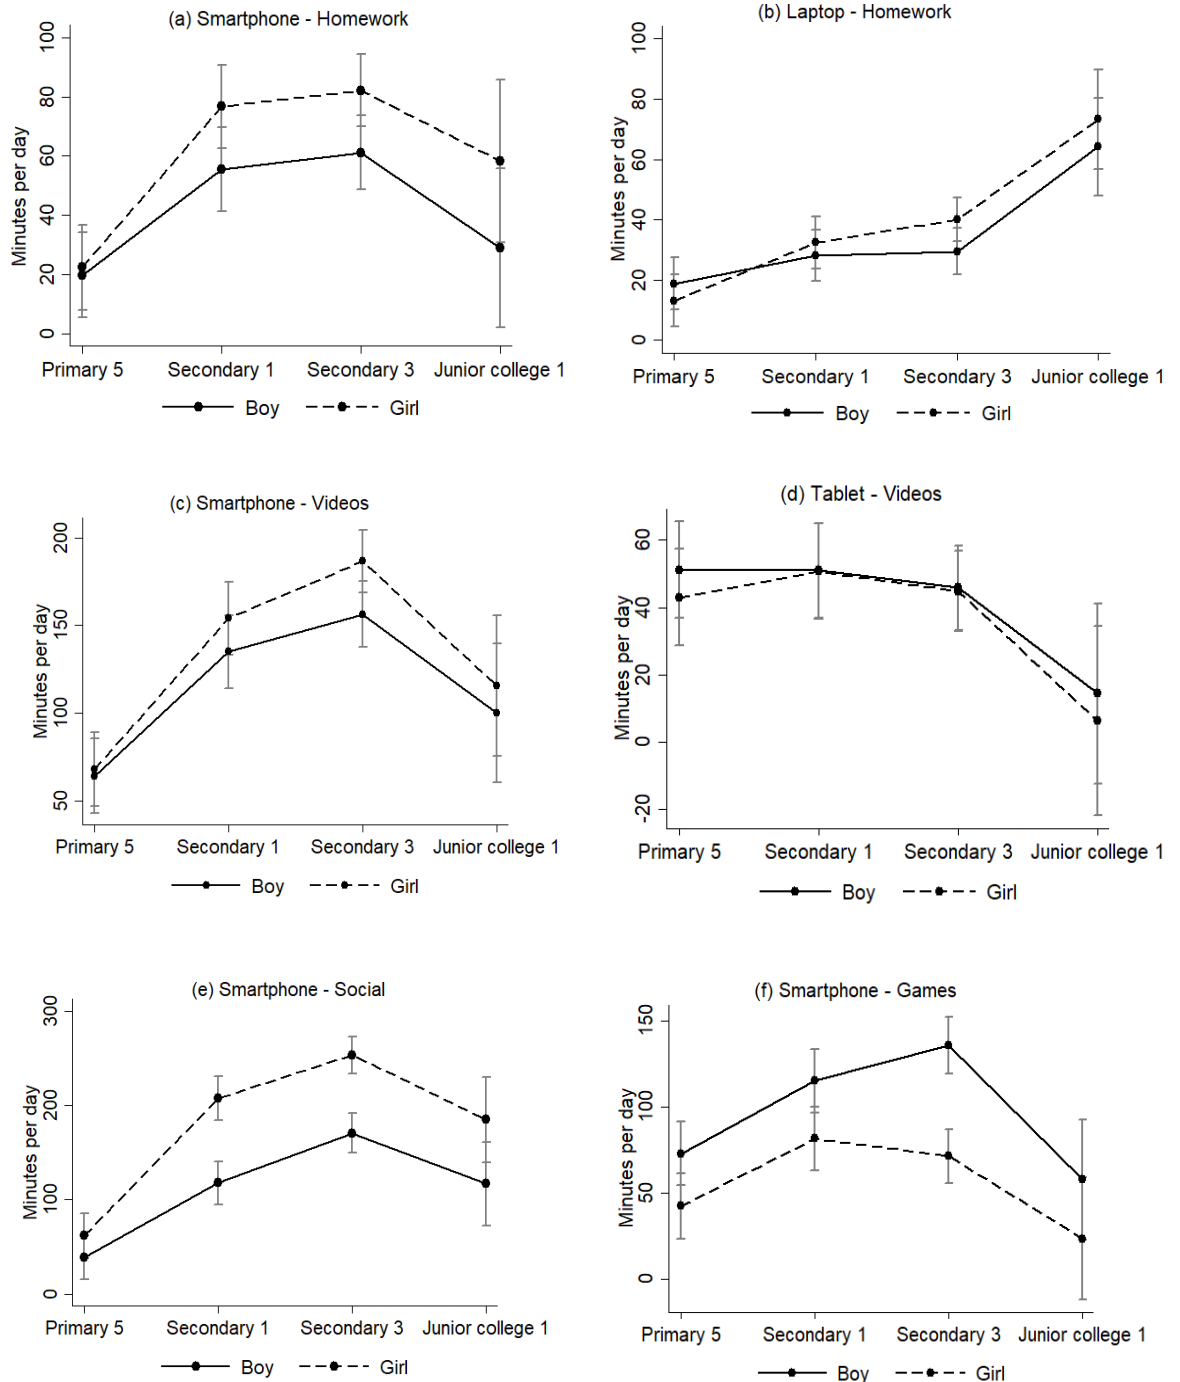 (a) Smartphone - Homework
Minutes per day
100
80
60
40
20
0
Primary 5 Secondary 1 Secondary 3 Junior college 1
Boy Girl
(b) Laptop - Homework
Minutes per day
100
80
60
40
20
0
Primary 5 Secondary 1 Secondary 3 Junior college 1
Boy Girl
(c) Smartphone - Videos
Minutes per day
200
150
100
50
Primary 5 Secondary 1 Secondary 3 Junior college 1
Boy Girl
(d) Tablet - Videos
Minutes per day
60
40
20
0
-20
Primary 5 Secondary 1 Secondary 3 Junior college 1
Boy Girl
(e) Smartphone - Social
Minutes per day
300
200
100
0
Primary 5 Secondary 1 Secondary 3 Junior college 1
Boy Girl
(f) Smartphone - Games
Minutes per day
150
100
50
0
Primary 5 Secondary 1 Secondary 3 Junior college 1
Boy Girl